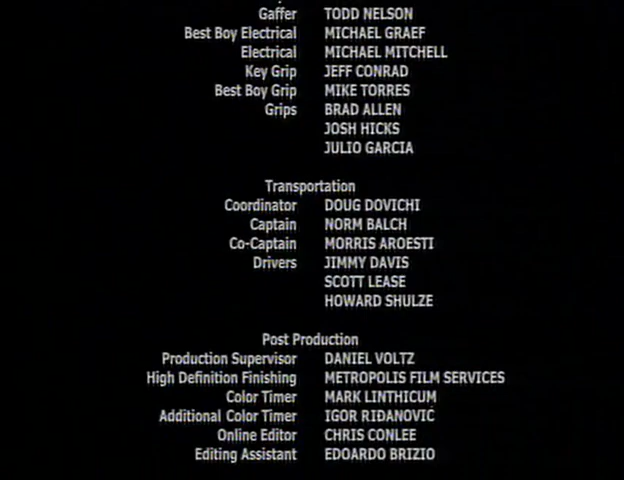 Gaffer TODD NELSON
Best Boy Electrical MICHAEL GRAEF
Electrical MICHAEL MITCHELL
Key Grip JEFF CONRAD
Best Boy Grip MIKE TORRES
Grips BRAD ALLEN
JOSH HICKS
JULIO GARCIA
Transportation
Coordinator DOUG DOVICHI
Captain NORM BALCH
Co-Captain MORRIS AROESTI
Drivers JIMMY DAVIS
SCOTT LEASE
HOWARD SHULZE
Post Production
Production Supervisor DANIEL VOLTZ
High Definition Finishing METROPOLIS FILM SERVICES
Color Timer MARK LINTHICUM
Additional Color Timer IGOR RIĐANOVIĆ
Online Editor CHRIS CONLEE
Editing Assistant EDOARDO BRIZIO